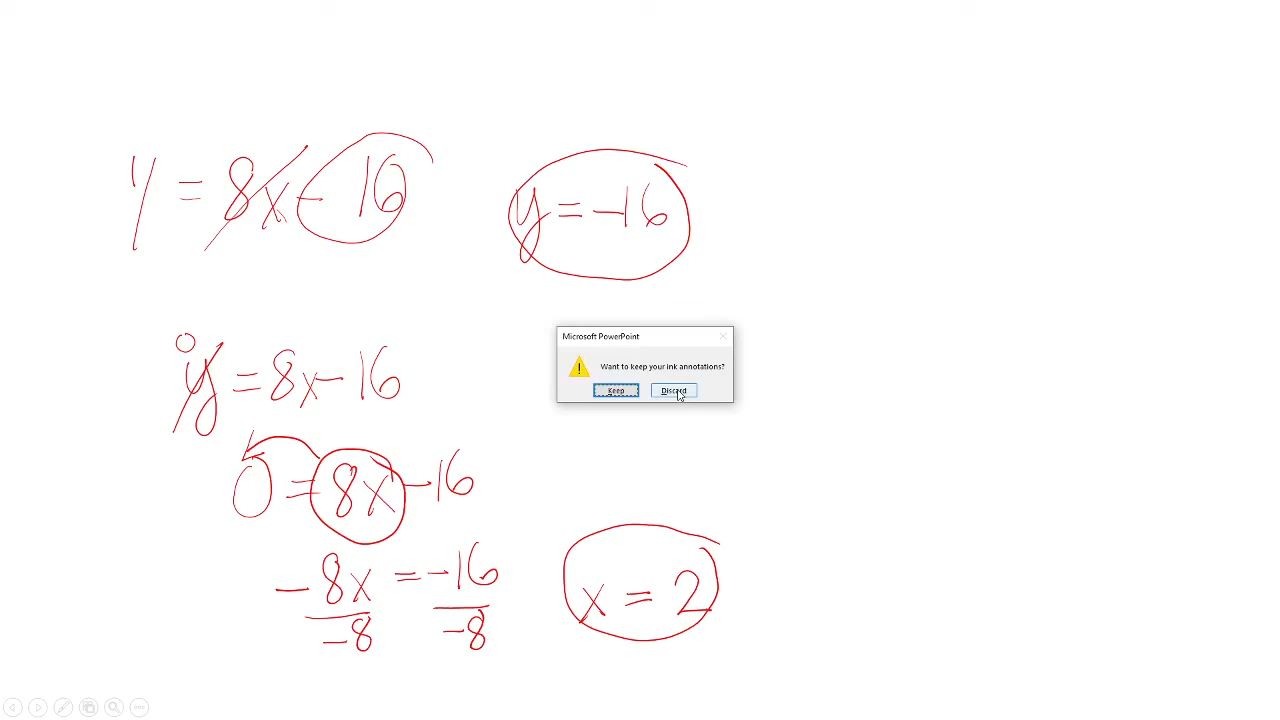 y = 8x - 16
y = -16
0
y = 8x - 16
0 = 8x - 16
-8x = -16
-8 -8
x = 2
Microsoft PowerPoint
Want to keep your ink annotations?
Keep Discard